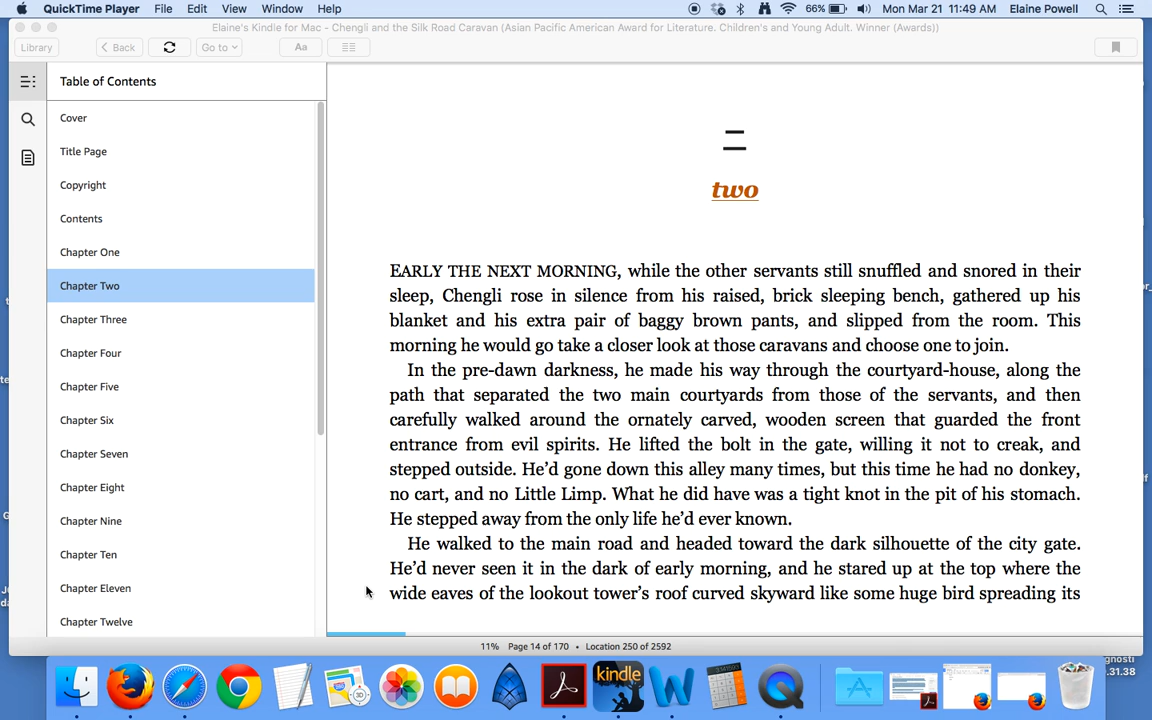 QuickTime Player File Edit View Window Help 66% Mon Mar 21 11:49 AM Elaine Powell
Elaine's Kindle for Mac - Chengli and the Silk Road Caravan (Asian Pacific American Award for Literature. Children's and Young Adult. Winner (Awards))
Library Back Go to Aa
Table of Contents
Cover
Title Page
Copyright
Contents
Chapter One
Chapter Two
Chapter Three
Chapter Four
Chapter Five
Chapter Six
Chapter Seven
Chapter Eight
Chapter Nine
Chapter Ten
Chapter Eleven
Chapter Twelve
二
two
EARLY THE NEXT MORNING, while the other servants still snuffled and snored in their
sleep, Chengli rose in silence from his raised, brick sleeping bench, gathered up his
blanket and his extra pair of baggy brown pants, and slipped from the room. This
morning he would go take a closer look at those caravans and choose one to join.
In the pre-dawn darkness, he made his way through the courtyard-house, along the
path that separated the two main courtyards from those of the servants, and then
carefully walked around the ornately carved, wooden screen that guarded the front
entrance from evil spirits. He lifted the bolt in the gate, willing it not to creak, and
stepped outside. He'd gone down this alley many times, but this time he had no donkey,
no cart, and no Little Limp. What he did have was a tight knot in the pit of his stomach.
He stepped away from the only life he'd ever known.
He walked to the main road and headed toward the dark silhouette of the city gate.
He'd never seen it in the dark of early morning, and he stared up at the top where the
wide eaves of the lookout tower's roof curved skyward like some huge bird spreading its
11% Page 14 of 170 • Location 250 of 2592
kindle
gnosti
.31.38